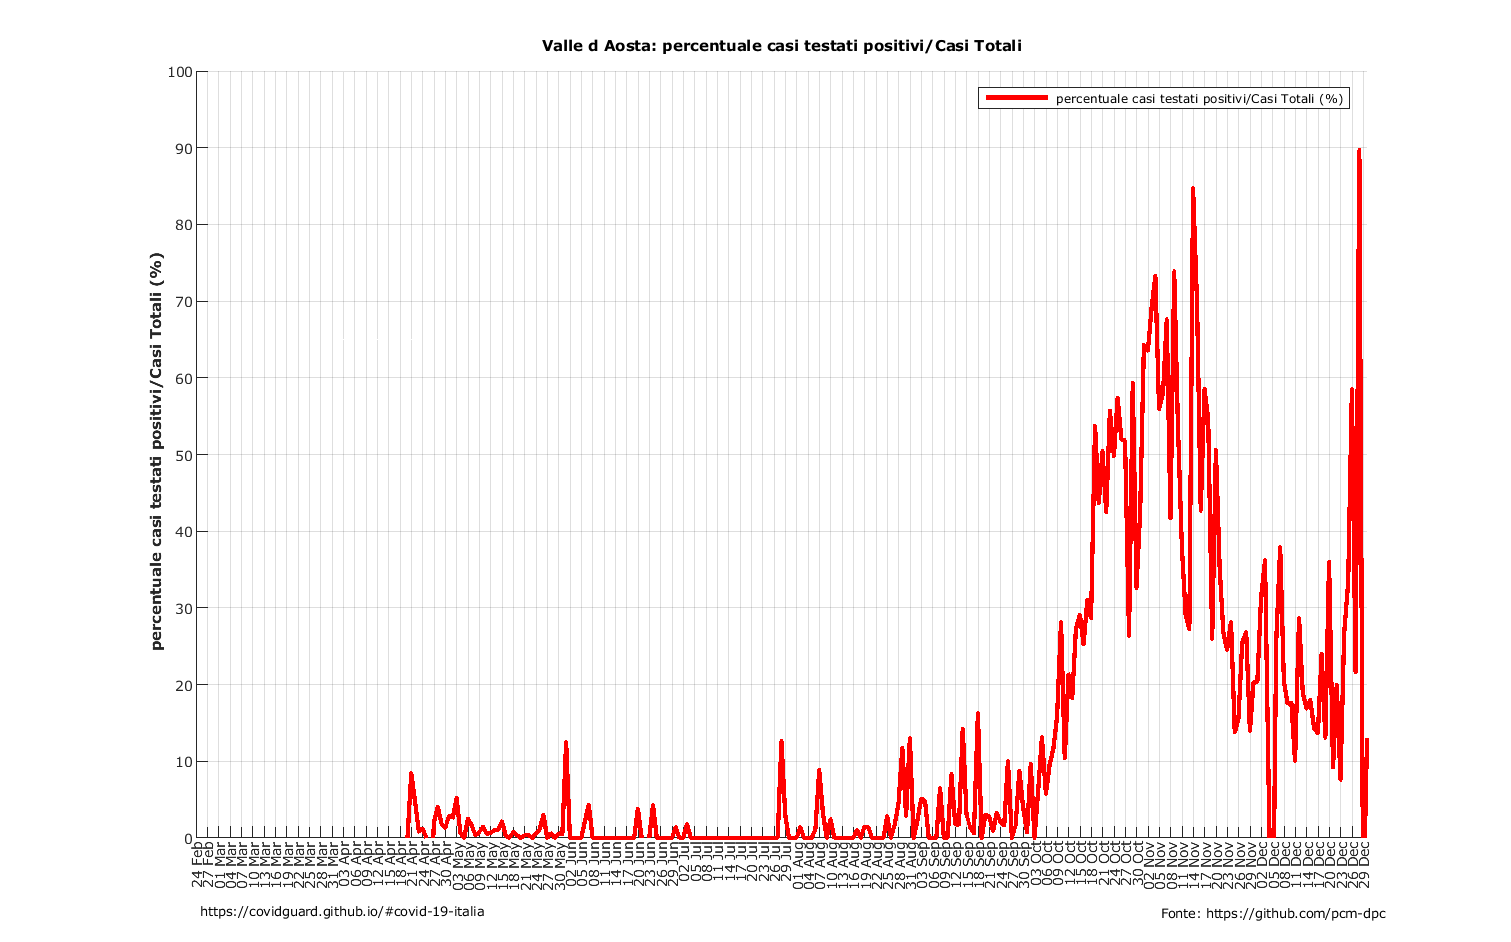 Valle d Aosta: percentuale casi testati positivi/Casi Totali
percentuale casi testati positivi/Casi Totali (%)
percentuale casi testati positivi/Casi Totali (%)
100
90
80
70
60
50
40
30
20
10
0
24 Feb
27 Feb
01 Mar
04 Mar
07 Mar
10 Mar
13 Mar
16 Mar
19 Mar
22 Mar
25 Mar
28 Mar
31 Mar
03 Apr
06 Apr
09 Apr
12 Apr
15 Apr
18 Apr
21 Apr
24 Apr
27 Apr
30 Apr
03 May
06 May
09 May
12 May
15 May
18 May
21 May
24 May
27 May
30 May
02 Jun
05 Jun
08 Jun
11 Jun
14 Jun
17 Jun
20 Jun
23 Jun
26 Jun
29 Jun
02 Jul
05 Jul
08 Jul
11 Jul
14 Jul
17 Jul
20 Jul
23 Jul
26 Jul
29 Jul
01 Aug
04 Aug
07 Aug
10 Aug
13 Aug
16 Aug
19 Aug
22 Aug
25 Aug
28 Aug
31 Aug
03 Sep
06 Sep
09 Sep
12 Sep
15 Sep
18 Sep
21 Sep
24 Sep
27 Sep
30 Sep
03 Oct
06 Oct
09 Oct
12 Oct
15 Oct
18 Oct
21 Oct
24 Oct
27 Oct
30 Oct
02 Nov
05 Nov
08 Nov
11 Nov
14 Nov
17 Nov
20 Nov
23 Nov
26 Nov
29 Nov
02 Dec
05 Dec
08 Dec
11 Dec
14 Dec
17 Dec
20 Dec
23 Dec
26 Dec
29 Dec
https://covidguard.github.io/#covid-19-italia
Fonte: https://github.com/pcm-dpc